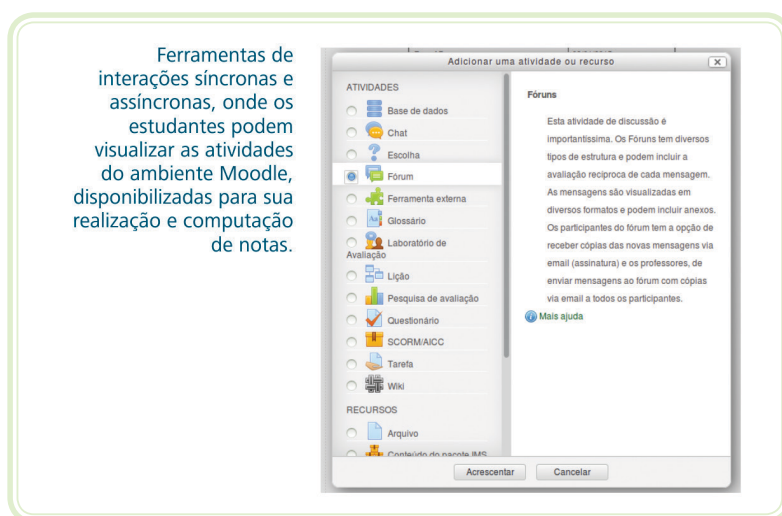 Ferramentas de
interações síncronas e
assíncronas, onde os
estudantes podem
visualizar as atividades
do ambiente Moodle,
disponibilizadas para sua
realização e computação
de notas.
Adicionar uma atividade ou recurso
ATIVIDADES
Base de dados
Chat
Escolha
Fórum
Ferramenta externa
Glossário
Laboratório de
Avaliação
Lição
Pesquisa de avaliação
Questionário
SCORM/AICC
Tarefa
Wiki
RECURSOS
Arquivo
Conteúdo do pacote IMS
Fóruns
Esta atividade de discussão é
importantíssima. Os Fóruns tem diversos
tipos de estrutura e podem incluir a
avaliação recíproca de cada mensagem.
As mensagens são visualizadas em
diversos formatos e podem incluir anexos.
Os participantes do fórum tem a opção de
receber cópias das novas mensagens via
email (assinatura) e os professores, de
enviar mensagens ao fórum com cópias
via email a todos os participantes.
Mais ajuda
Acrescentar
Cancelar